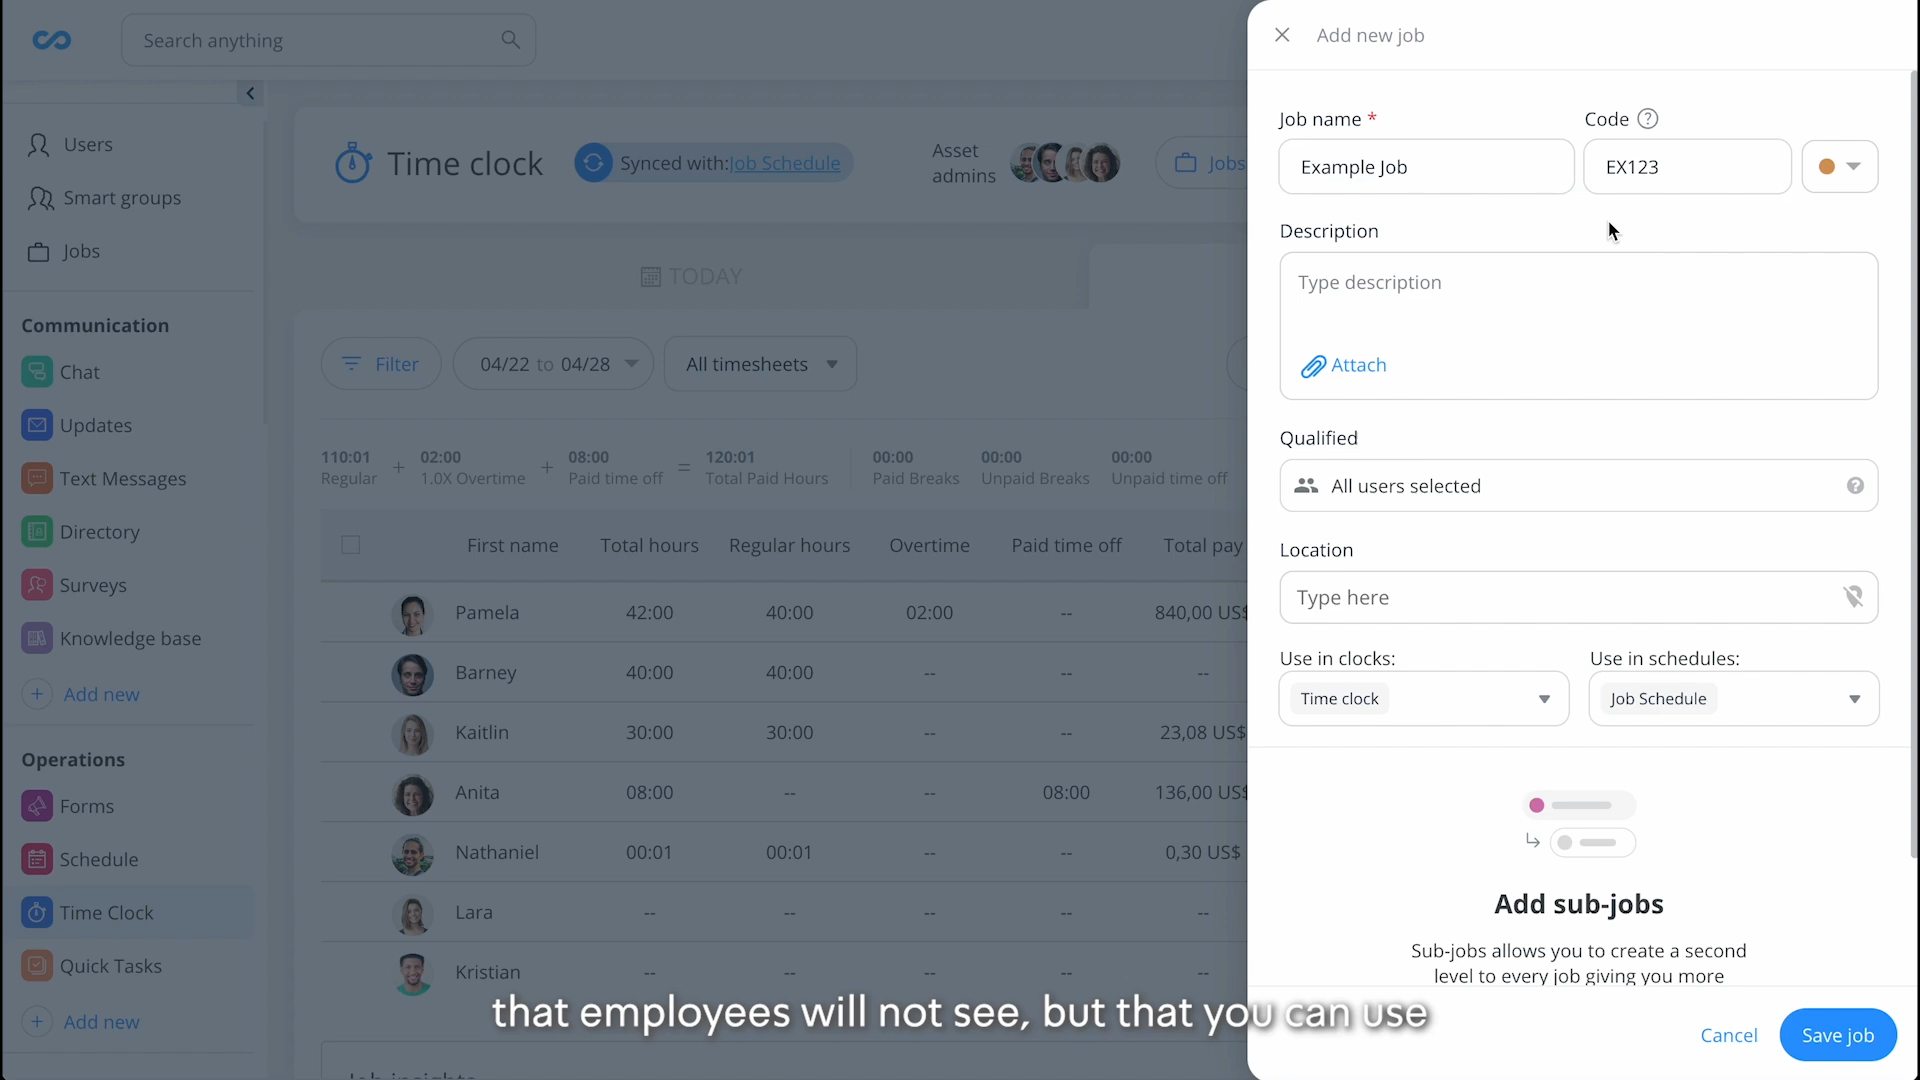 Search anything
Users
Smart groups
Jobs
Communication
Chat
Updates
Text Messages
Directory
Surveys
Knowledge base
Add new
Operations
Forms
Schedule
Time Clock
Quick Tasks
Add new
Time clock
Synced with: Job Schedule
Asset
admins
Jobs
TODAY
Filter
04/22 to 04/28
All timesheets
110:01 + 02:00 + 08:00 = 120:01 00:00 00:00 00:00
Regular 1.0X Overtime Paid time off Total Paid Hours Paid Breaks Unpaid Breaks Unpaid time off
First name Total hours Regular hours Overtime Paid time off Total pay
Pamela 42:00 40:00 02:00 -- 840,00 US$
Barney 40:00 40:00 -- -- --
Kaitlin 30:00 30:00 -- -- 23,08 US$
Anita 08:00 -- -- 08:00 136,00 US$
Nathaniel 00:01 00:01 -- -- 0,30 US$
Lara -- -- -- -- --
Kristian -- -- -- -- --
that employees will not see, but that you can use
Add new job
Job name * Code ?
Example Job EX123
Description
Type description
Attach
Qualified
All users selected ?
Location
Type here
Use in clocks: Use in schedules:
Time clock Job Schedule
Add sub-jobs
Sub-jobs allows you to create a second
level to every job giving you more
Cancel Save job